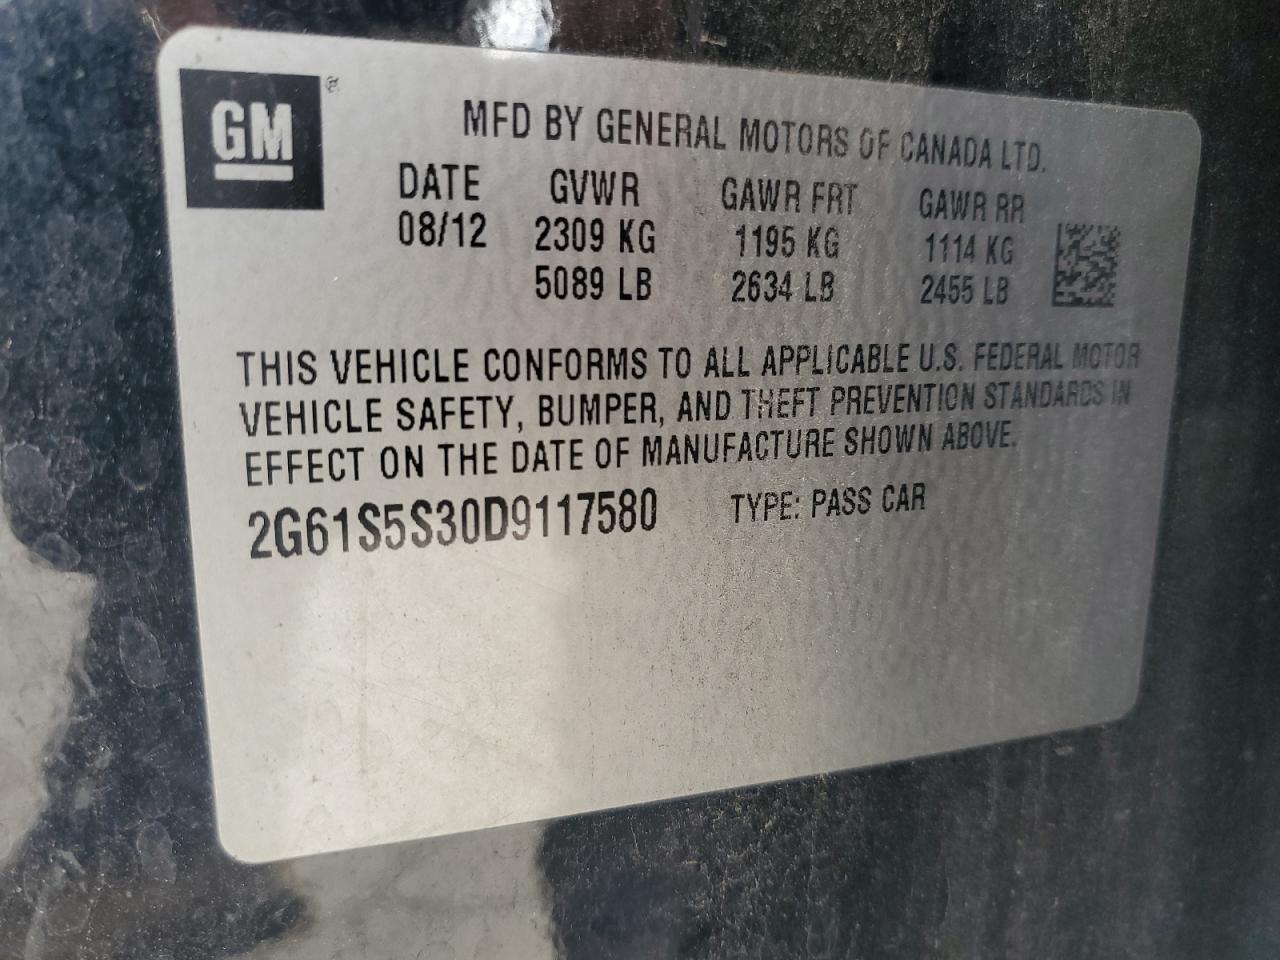 GM ®
MFD BY GENERAL MOTORS OF CANADA LTD.
DATE GVWR GAWR FRT GAWR RR
08/12 2309 KG 1195 KG 1114 KG
5089 LB 2634 LB 2455 LB
THIS VEHICLE CONFORMS TO ALL APPLICABLE U.S. FEDERAL MOTOR
VEHICLE SAFETY, BUMPER, AND THEFT PREVENTION STANDARDS IN
EFFECT ON THE DATE OF MANUFACTURE SHOWN ABOVE.
2G61S5S30D9117580 TYPE: PASS CAR